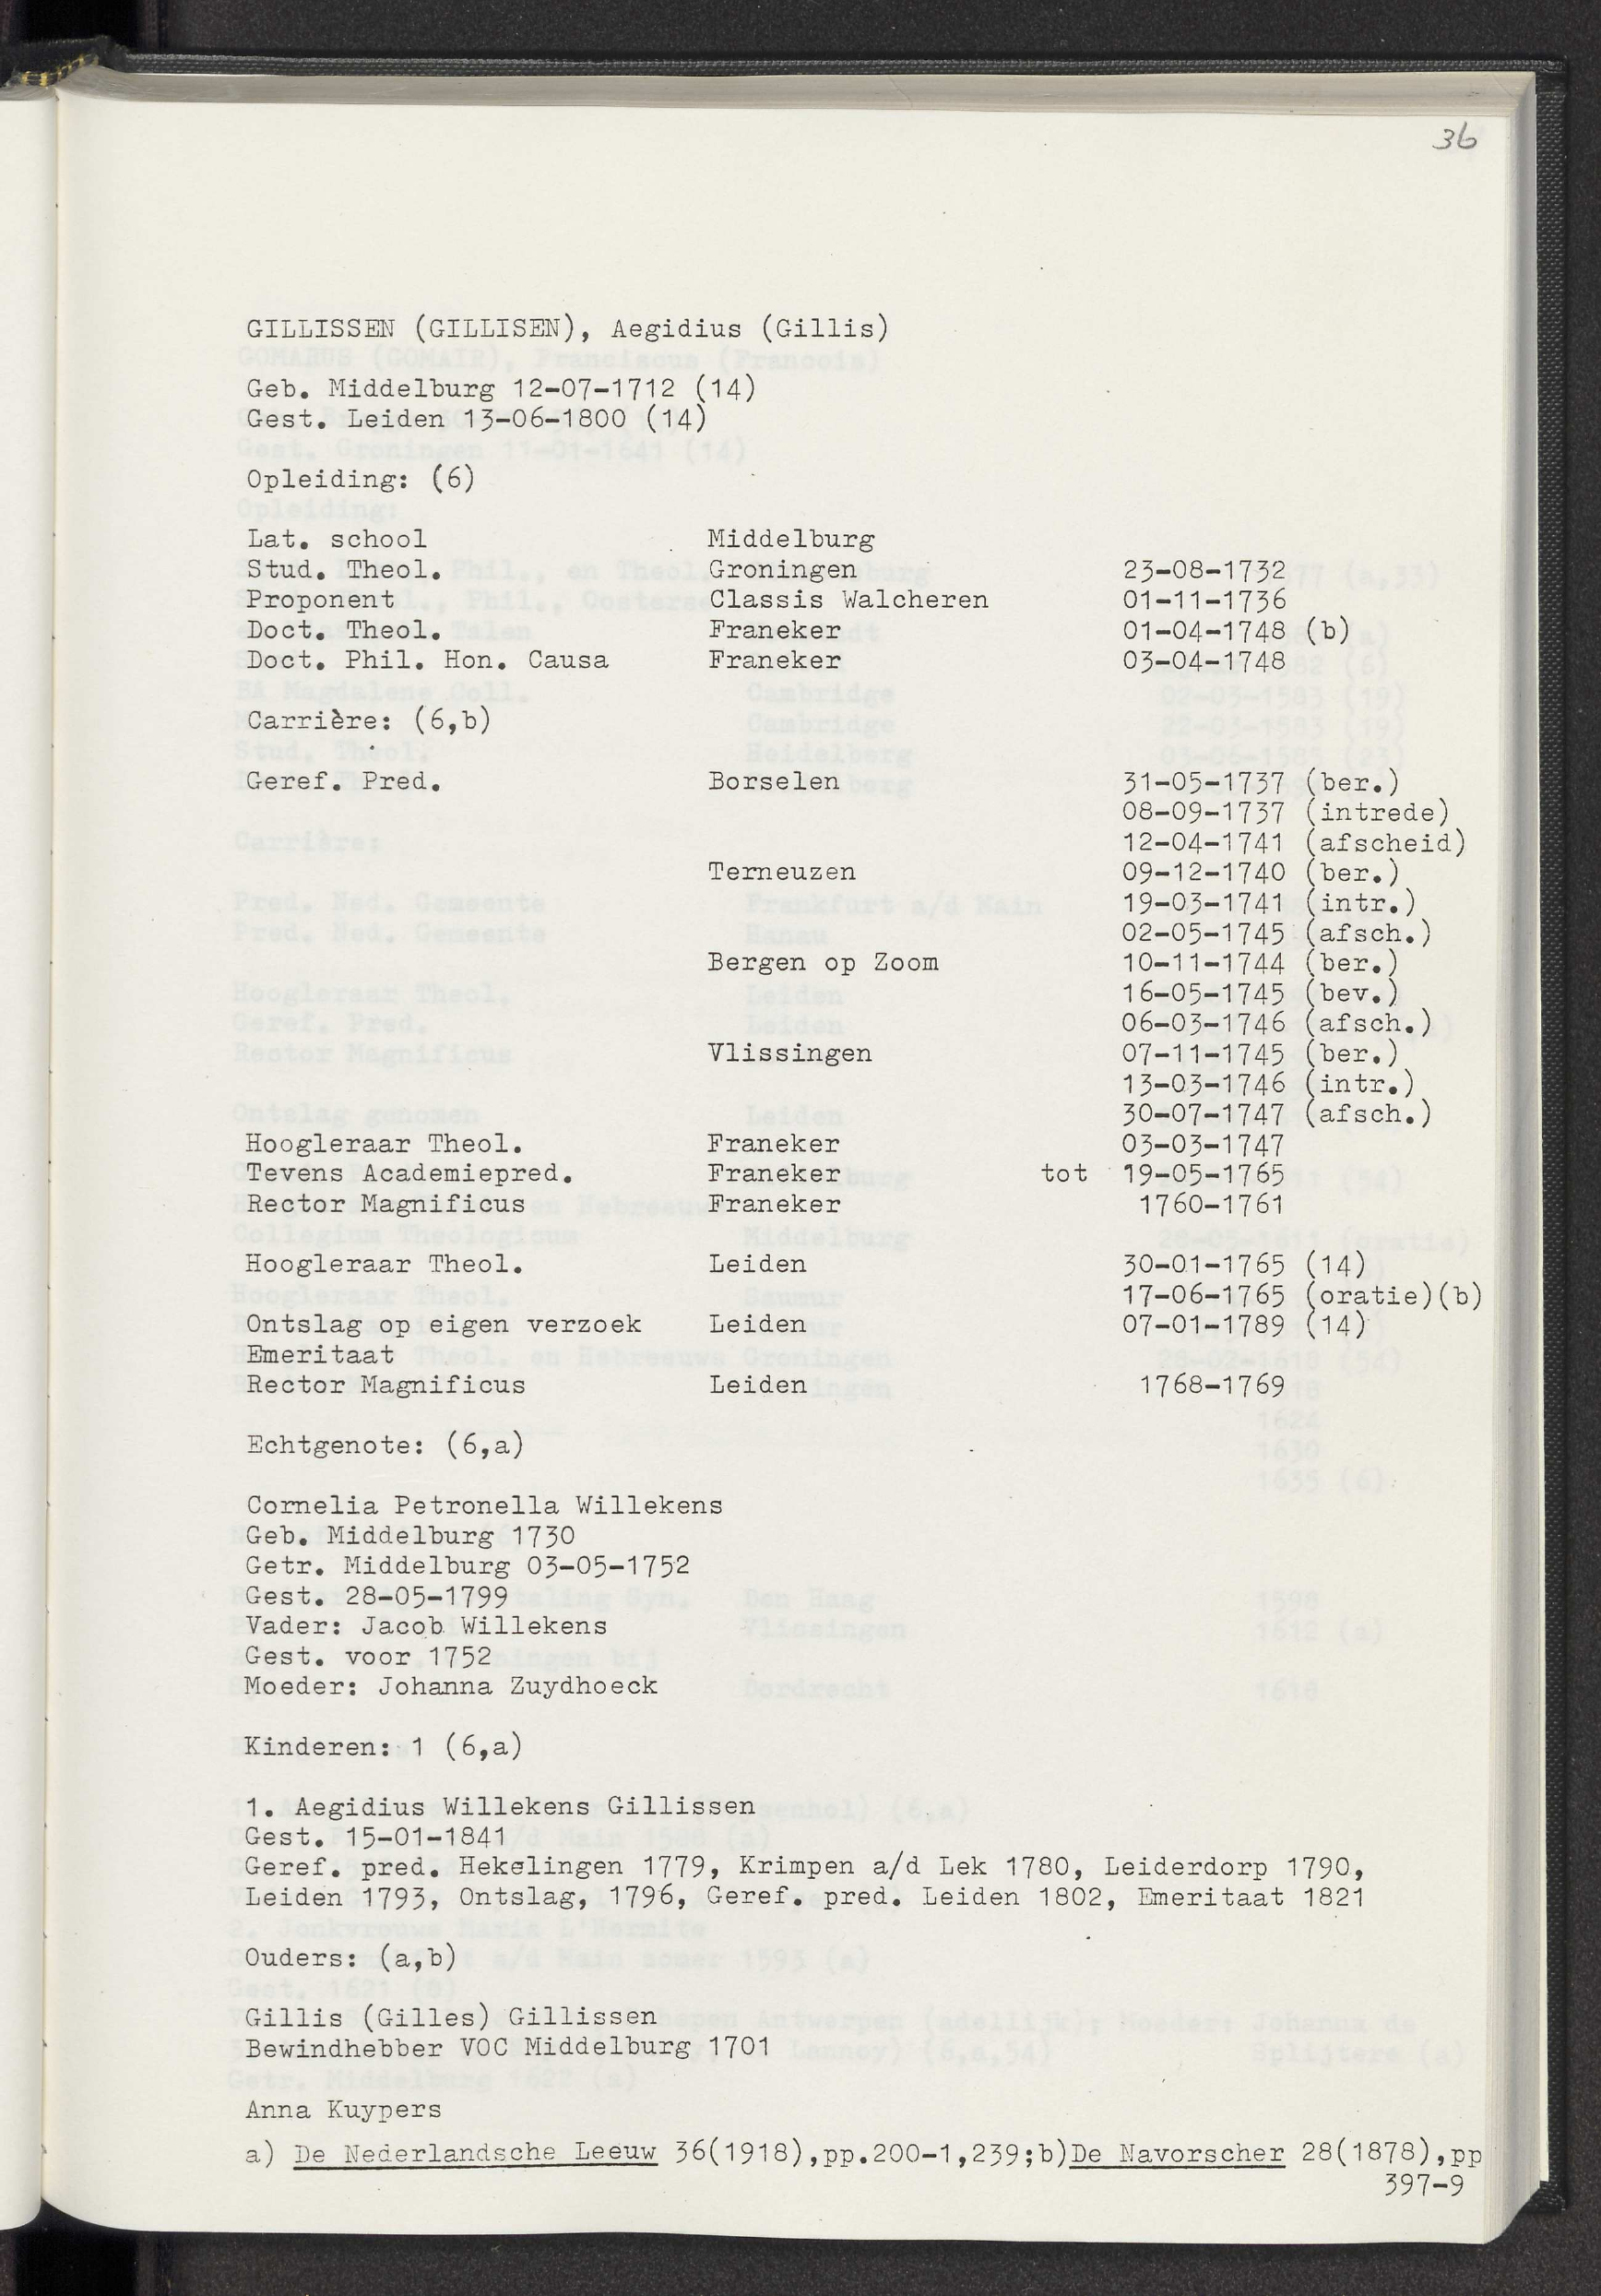 36
GILLISSEN (GILLISEN), Aegidius (Gillis)
Geb. Middelburg 12-07-1712 (14)
Gest. Leiden 13-06-1800 (14)
Opleiding: (6)
Lat. school Middelburg
Stud. Theol. Groningen 23-08-1732
Proponent Classis Walcheren 01-11-1736
Doct. Theol. Franeker 01-04-1748 (b)
Doct. Phil. Hon. Causa Franeker 03-04-1748
Carrière: (6,b)
Geref. Pred. Borselen 31-05-1737 (ber.)
08-09-1737 (intrede)
12-04-1741 (afscheid)
Terneuzen 09-12-1740 (ber.)
19-03-1741 (intr.)
02-05-1745 (afsch.)
Bergen op Zoom 10-11-1744 (ber.)
16-05-1745 (bev.)
06-03-1746 (afsch.)
Vlissingen 07-11-1745 (ber.)
13-03-1746 (intr.)
30-07-1747 (afsch.)
Hoogleraar Theol. Franeker 03-03-1747
Tevens Academiepred. Franeker tot 19-05-1765
Rector Magnificus Franeker 1760-1761
Hoogleraar Theol. Leiden 30-01-1765 (14)
17-06-1765 (oratie)(b)
Ontslag op eigen verzoek Leiden 07-01-1789 (14)
Emeritaat
Rector Magnificus Leiden 1768-1769
Echtgenote: (6,a)
Cornelia Petronella Willekens
Geb. Middelburg 1730
Getr. Middelburg 03-05-1752
Gest. 28-05-1799
Vader: Jacob Willekens
Gest. voor 1752
Moeder: Johanna Zuydhoeck
Kinderen: 1 (6,a)
1. Aegidius Willekens Gillissen
Gest. 15-01-1841
Geref. pred. Hekelingen 1779, Krimpen a/d Lek 1780, Leiderdorp 1790,
Leiden 1793, Ontslag, 1796, Geref. pred. Leiden 1802, Emeritaat 1821
Ouders: (a,b)
Gillis (Gilles) Gillissen
Bewindhebber VOC Middelburg 1701
Anna Kuypers
a) De Nederlandsche Leeuw 36(1918),pp.200-1,239;b)De Navorscher 28(1878),pp
397-9